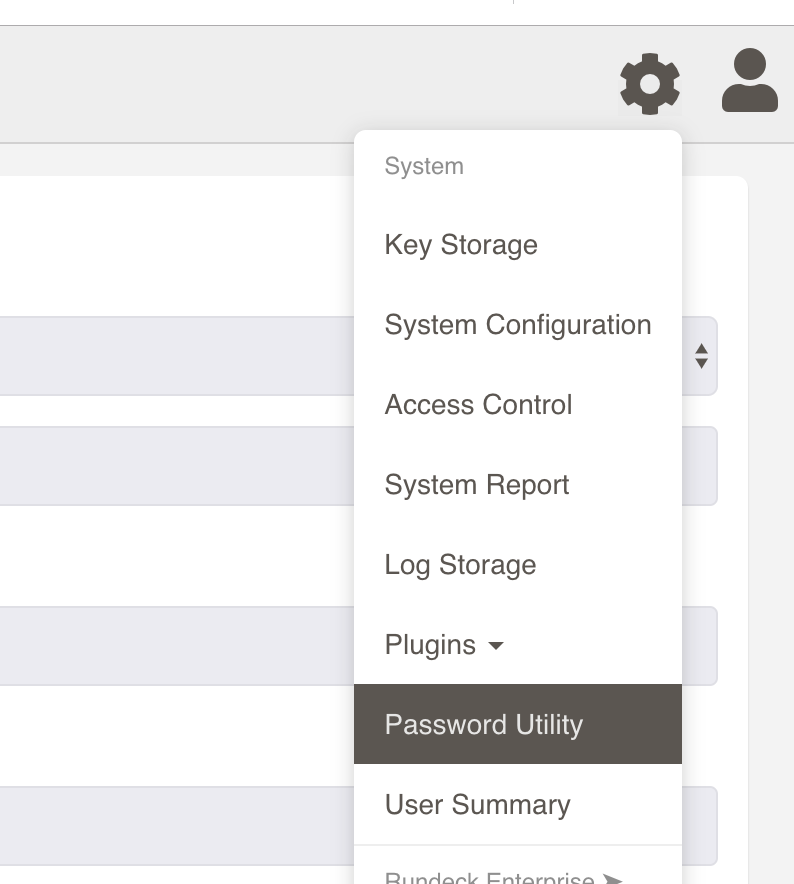 System
Key Storage
System Configuration
Access Control
System Report
Log Storage
Plugins
Password Utility
User Summary
Rundeck Enterprise